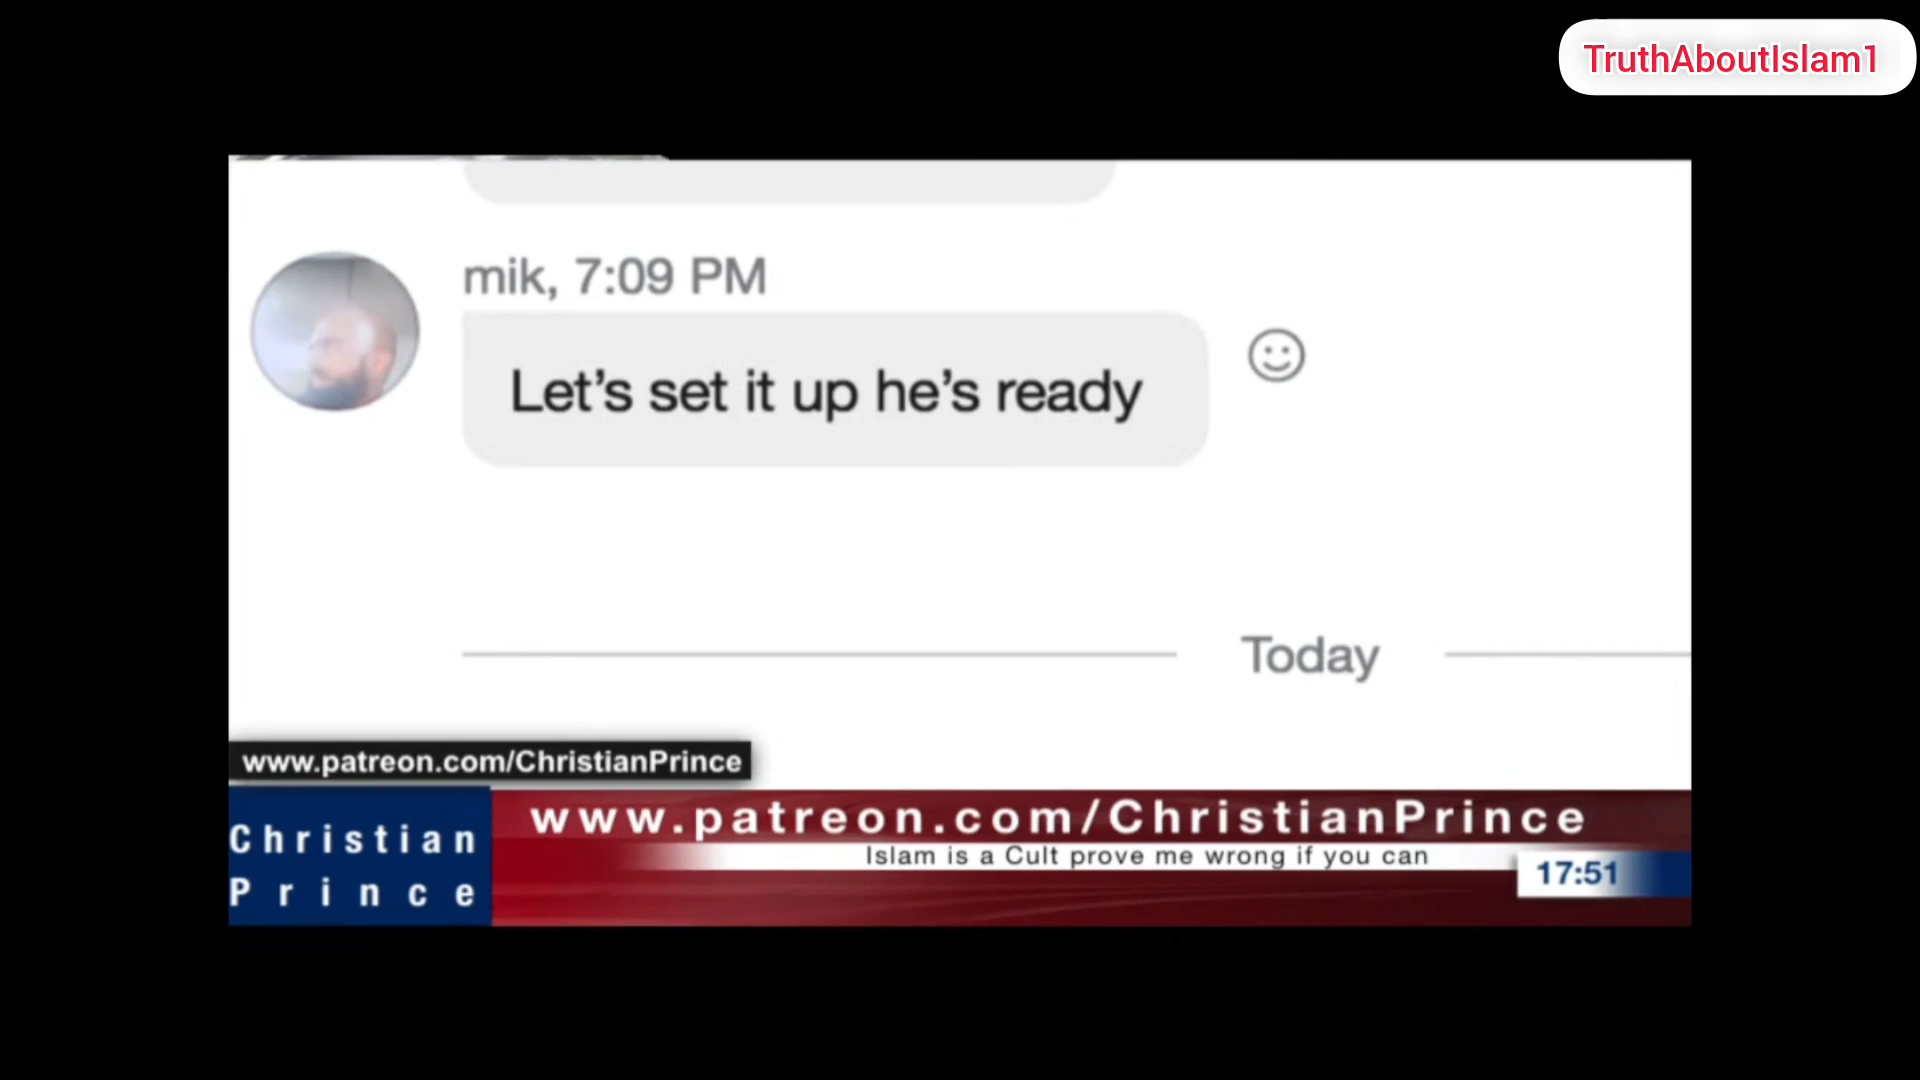 TruthAboutIslam1
mik, 7:09 PM
Let's set it up he's ready
Today
www.patreon.com/ChristianPrince
Christian
Prince
www.patreon.com/ChristianPrince
Islam is a Cult prove me wrong if you can
17:51